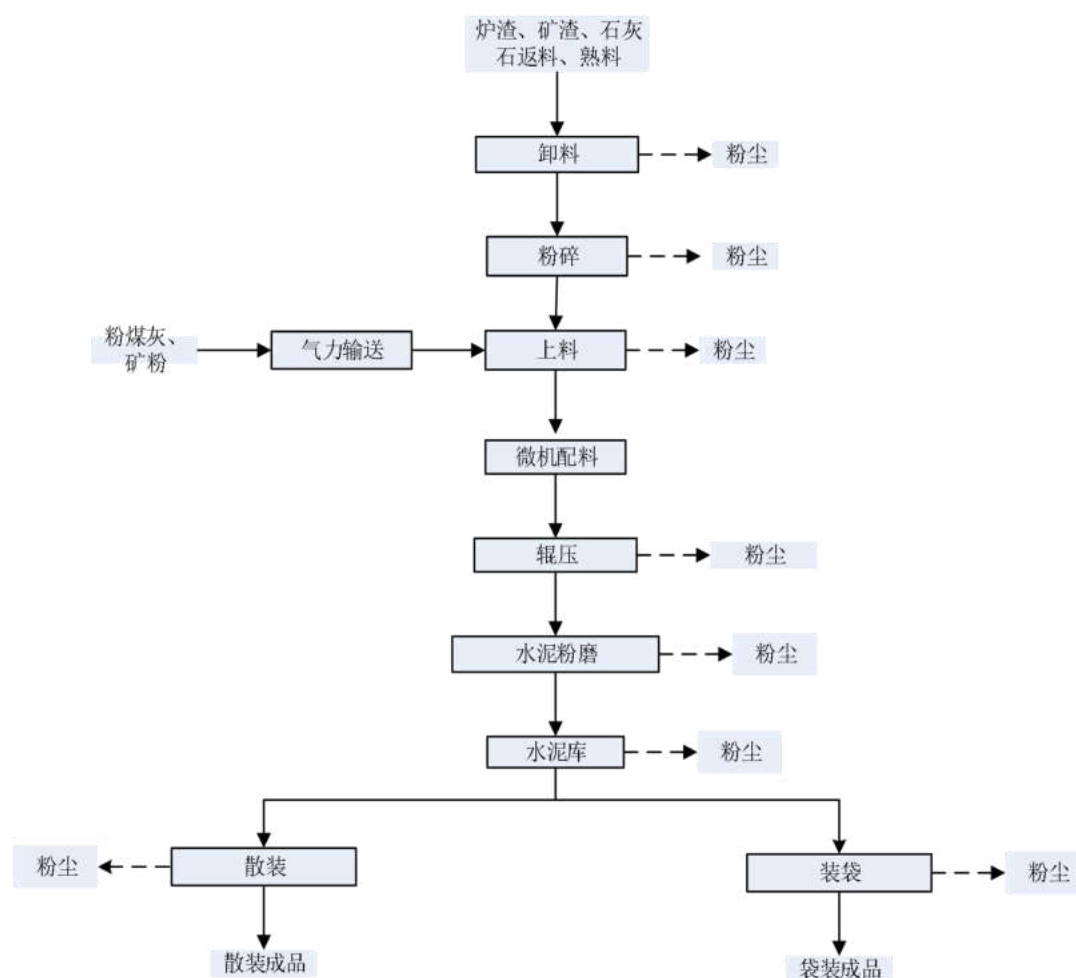 炉渣、矿渣、石灰
石返料、熟料
卸料
粉尘
粉碎
粉尘
粉煤灰、
矿粉
气力输送
上料
粉尘
微机配料
辊压
粉尘
水泥粉磨
粉尘
水泥库
粉尘
粉尘
散装
装袋
粉尘
散装成品
袋装成品